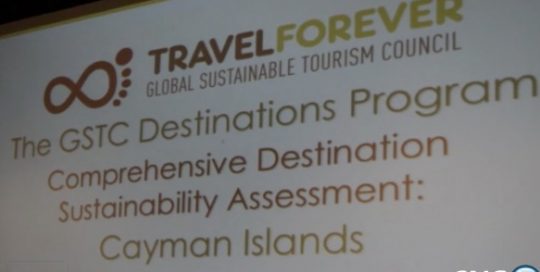 TRAVELFOREVER
GLOBAL SUSTAINABLE TOURISM COUNCIL
The GSTC Destinations Program
Comprehensive Destination
Sustainability Assessment:
Cayman Islands